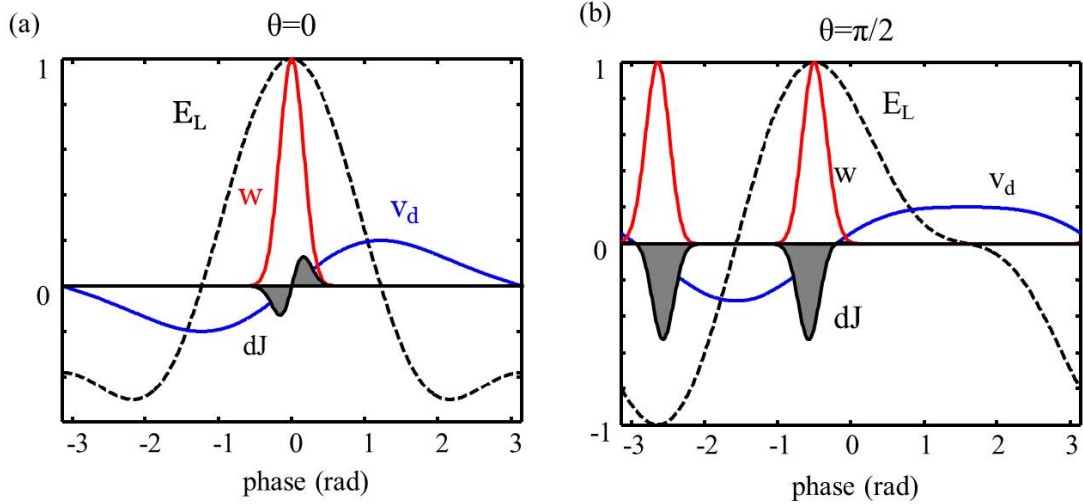 (a)
θ=0
1
0
E_L
w
v_d
dJ
-3 -2 -1 0 1 2 3
phase (rad)
(b)
θ=π/2
1
0
-1
E_L
w
v_d
dJ
-3 -2 -1 0 1 2 3
phase (rad)